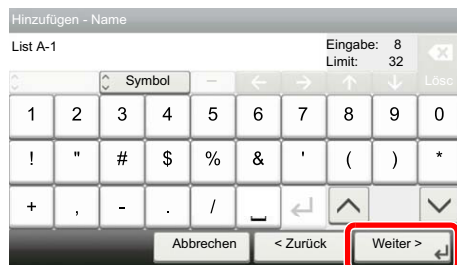 Hinzufügen - Name
List A-1
Eingabe: 8
Limit: 32
Symbol
Lösc
1 2 3 4 5 6 7 8 9 0
! " # $ % & ' ( ) *
+ , - . /
Abbrechen < Zurück Weiter >